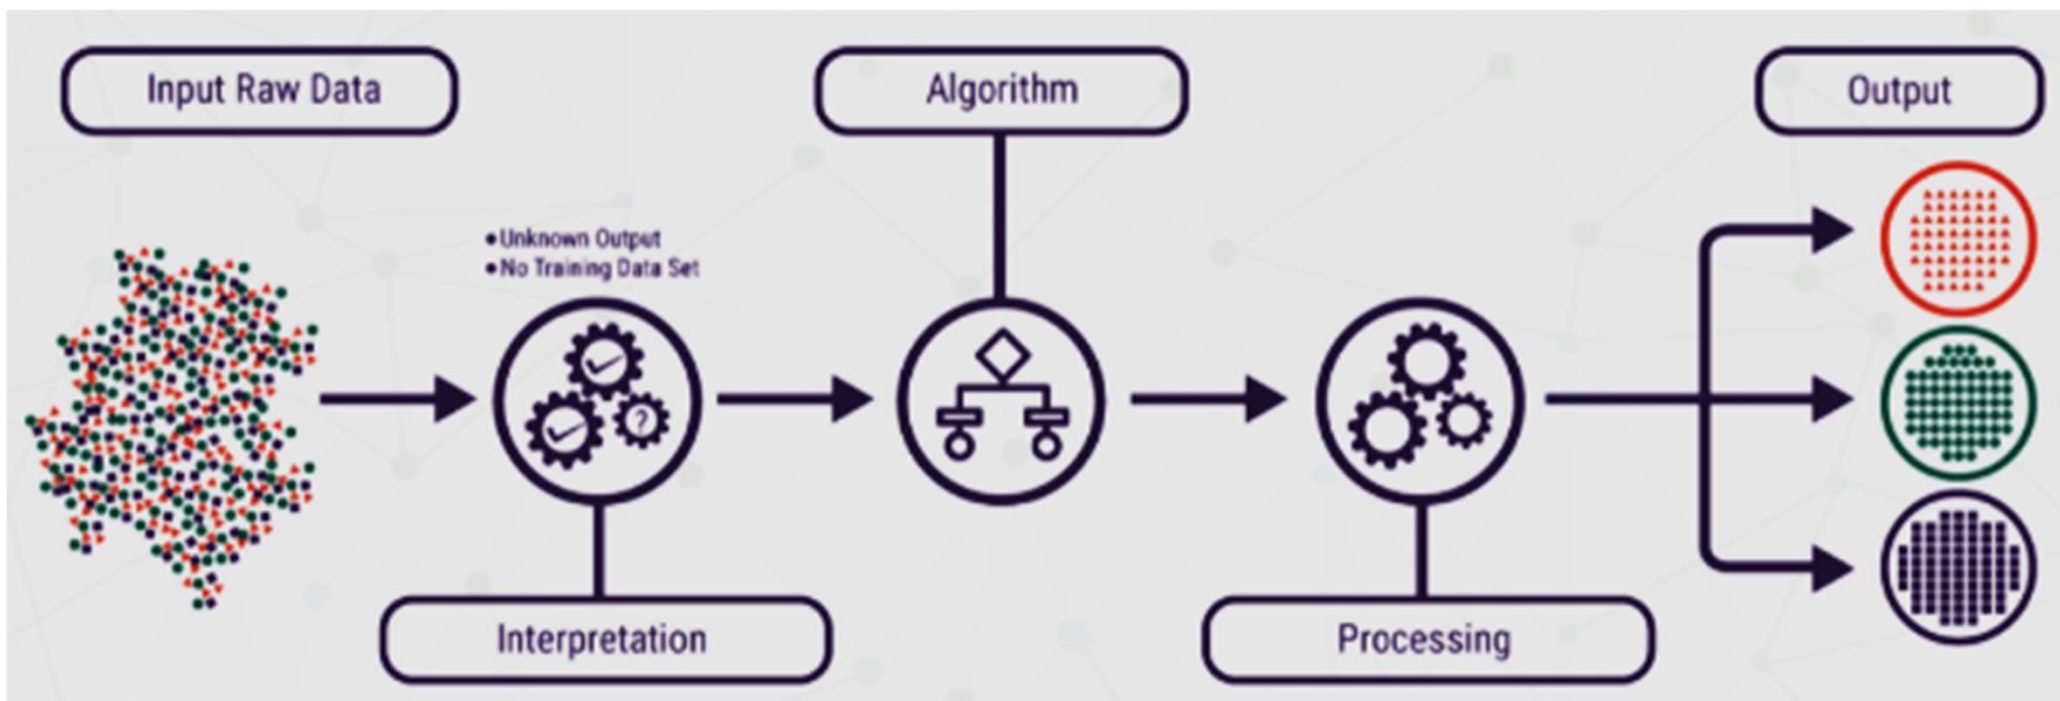 Input Raw Data
Algorithm
Output
• Unknown Output
• No Training Data Set
?
Interpretation
Processing